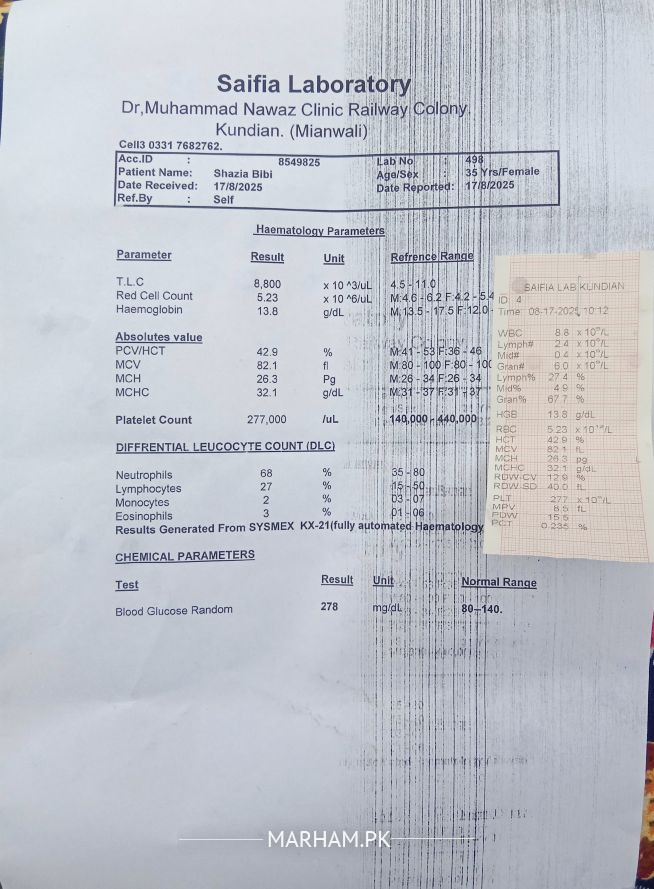 Saifia Laboratory
Dr,Muhammad Nawaz Clinic Railway Colony.
Kundian. (Mianwali)
Cell3 0331 7682762.
Acc.ID : 8549825 Lab No : 498
Patient Name: Shazia Bibi Age/Sex : 35 Yrs/Female
Date Received: 17/8/2025 Date Reported: 17/8/2025
Ref.By : Self
Haematology Parameters
Parameter Result Unit Refrence Range
T.L.C 8,800 x 10 ^3/uL 4.5 - 11.0
Red Cell Count 5.23 x 10 ^6/uL M:4.6 - 6.2 F:4.2 - 5.4
Haemoglobin 13.8 g/dL M:13.5 - 17.5 F:12.0 -
Absolutes value
PCV/HCT 42.9 % M:41 - 53 F:36 - 46
MCV 82.1 fl M:80 - 100 F:80 - 100
MCH 26.3 Pg M:26 - 34 F:26 - 34
MCHC 32.1 g/dL M:31 - 37 F:31 - 37
Platelet Count 277,000 /uL 140,000 - 440,000
DIFFRENTIAL LEUCOCYTE COUNT (DLC)
Neutrophils 68 % 35 - 80
Lymphocytes 27 % 15 - 50
Monocytes 2 % 03 - 07
Eosinophils 3 % 01 - 06
Results Generated From SYSMEX KX-21(fully automated Haematology
CHEMICAL PARAMETERS
Test Result Unit Normal Range
Blood Glucose Random 278 mg/dL 80–140.
SAIFIA LAB KUNDIAN
ID 4
Time: 08-17-2025 10:12
WBC 8.8 x 10^9/L
Lymph# 2.4 x 10^9/L
Mid# 0.4 x 10^9/L
Gran# 6.0 x 10^9/L
Lymph% 27.4 %
Mid% 4.9 %
Gran% 67.7 %
HGB 13.8 g/dL
RBC 5.23 x 10^12/L
HCT 42.9 %
MCV 82.1 fL
MCH 26.3 pg
MCHC 32.1 g/dL
RDW-CV 12.9 %
RDW-SD 40.0 fL
PLT 277 x 10^9/L
MPV 8.5 fL
PDW 15.5
PCT 0.235 %
MARHAM.PK